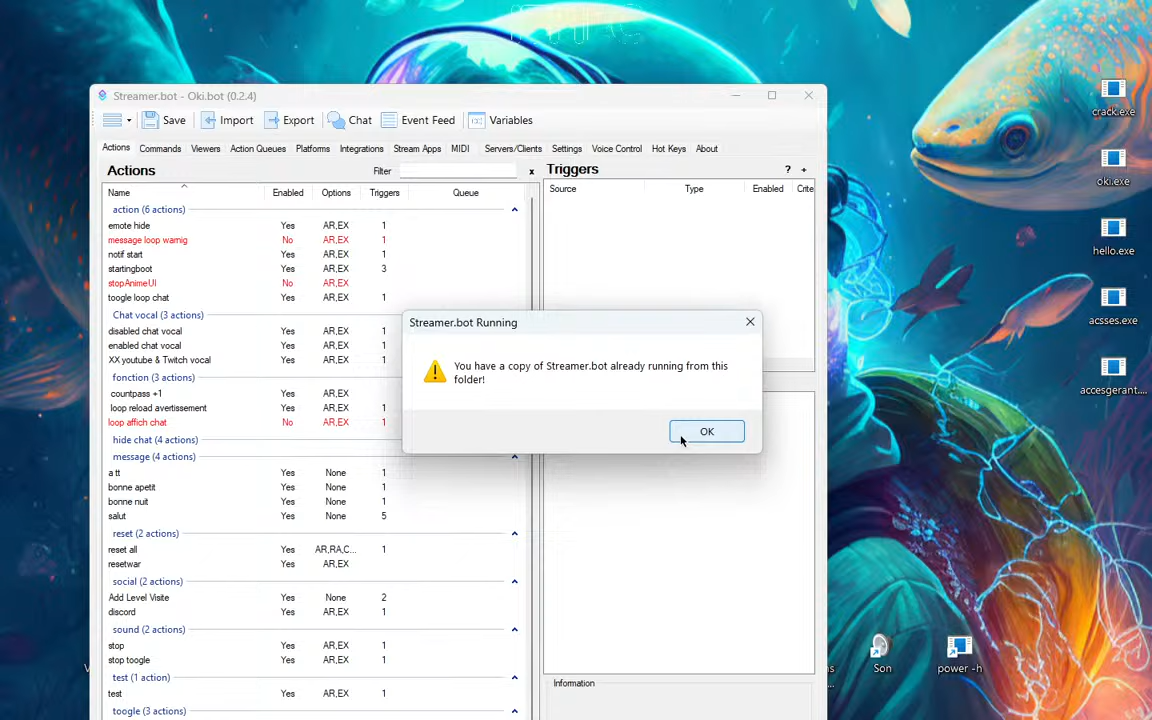 Streamer.bot - Oki.bot (0.2.4)
Save Import Export Chat Event Feed Variables
Actions Commands Viewers Action Queues Platforms Integrations Stream Apps MIDI Servers/Clients Settings Voice Control Hot Keys About
Actions Filter x
Name Enabled Options Triggers Queue
action (6 actions)
emote hide Yes AR,EX 1
message loop warnig No AR,EX 1
notif start Yes AR,EX 1
startingboot Yes AR,EX 3
stopAnimeUI No AR,EX
toogle loop chat Yes AR,EX 1
Chat vocal (3 actions)
disabled chat vocal Yes AR,EX 1
enabled chat vocal Yes AR,EX 1
XX youtube & Twitch vocal Yes AR,EX 1
fonction (3 actions)
countpass +1 Yes AR,EX
loop reload avertissement Yes AR,EX 1
loop affich chat No AR,EX 1
hide chat (4 actions)
message (4 actions)
a tt Yes None 1
bonne apetit Yes None 1
bonne nuit Yes None 1
salut Yes None 5
reset (2 actions)
reset all Yes AR,RA,C... 1
resetwar Yes AR,EX
social (2 actions)
Add Level Visite Yes None 2
discord Yes AR,EX 1
sound (2 actions)
stop Yes AR,EX 1
stop toogle Yes AR,EX 1
test (1 action)
test Yes AR,EX 1
toogle (3 actions)
Triggers ? +
Source Type Enabled Crite
Streamer.bot Running
You have a copy of Streamer.bot already running from this
folder!
OK
Information
crack.exe
oki.exe
hello.exe
acsses.exe
accesgerant....
Son
power -h